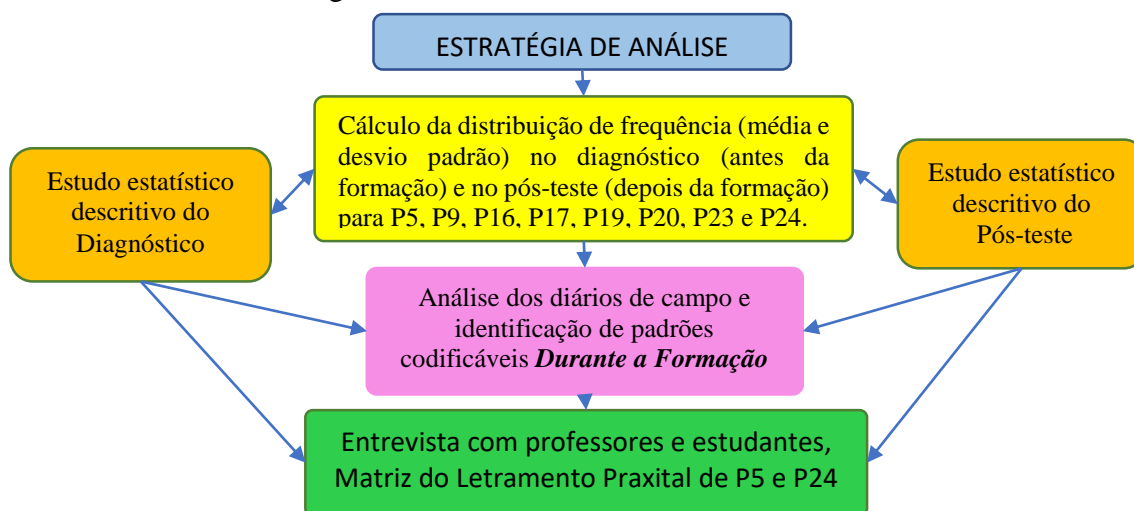 ESTRATÉGIA DE ANÁLISE
Cálculo da distribuição de frequência (média e
desvio padrão) no diagnóstico (antes da
formação) e no pós-teste (depois da formação)
para P5, P9, P16, P17, P19, P20, P23 e P24.
Estudo estatístico
descritivo do
Diagnóstico
Estudo estatístico
descritivo do
Pós-teste
Análise dos diários de campo e
identificação de padrões
codificáveis Durante a Formação
Entrevista com professores e estudantes,
Matriz do Letramento Praxital de P5 e P24